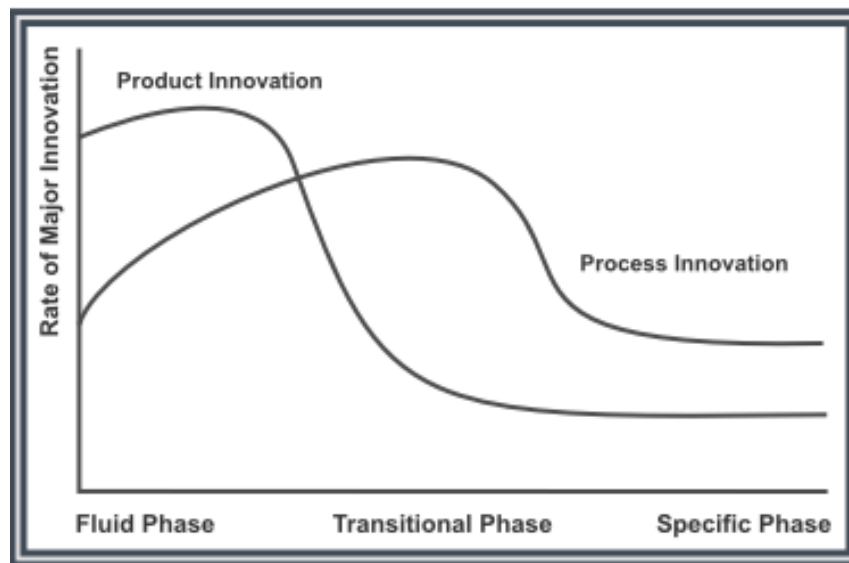 Product Innovation
Rate of Major Innovation
Process Innovation
Fluid Phase
Transitional Phase
Specific Phase